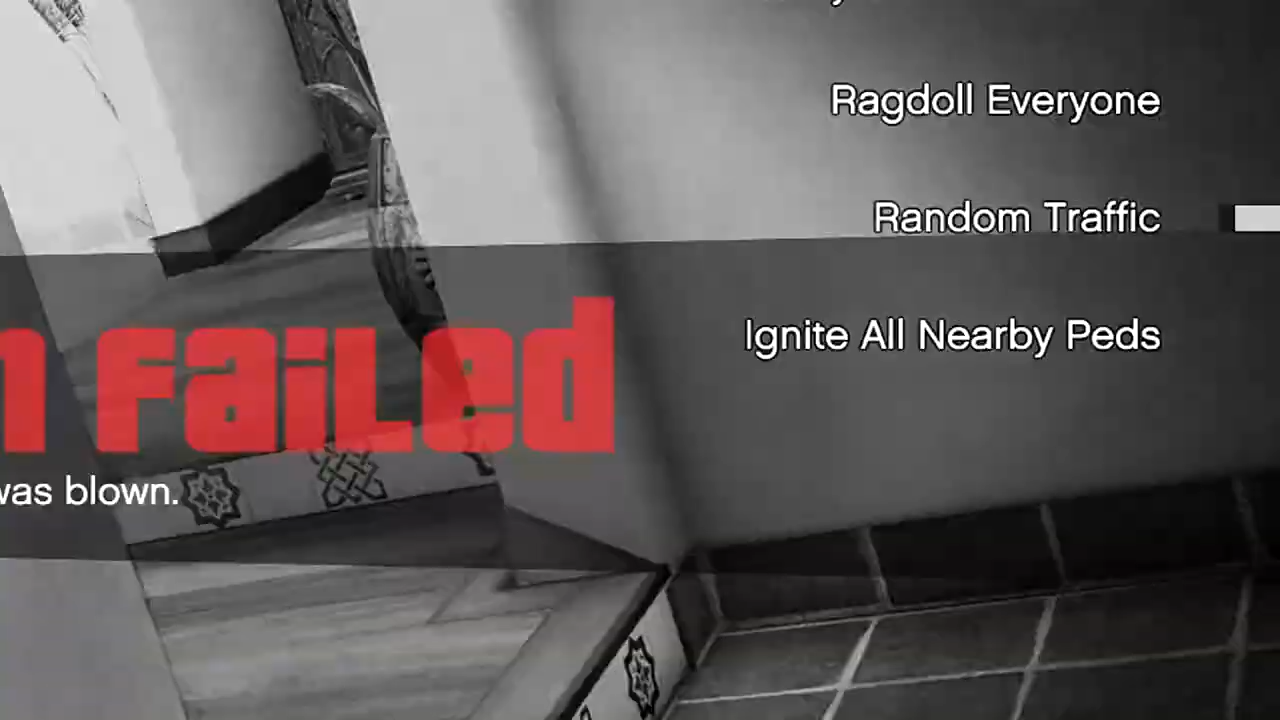 Ragdoll Everyone
Random Traffic
Ignite All Nearby Peds
failed
was blown.